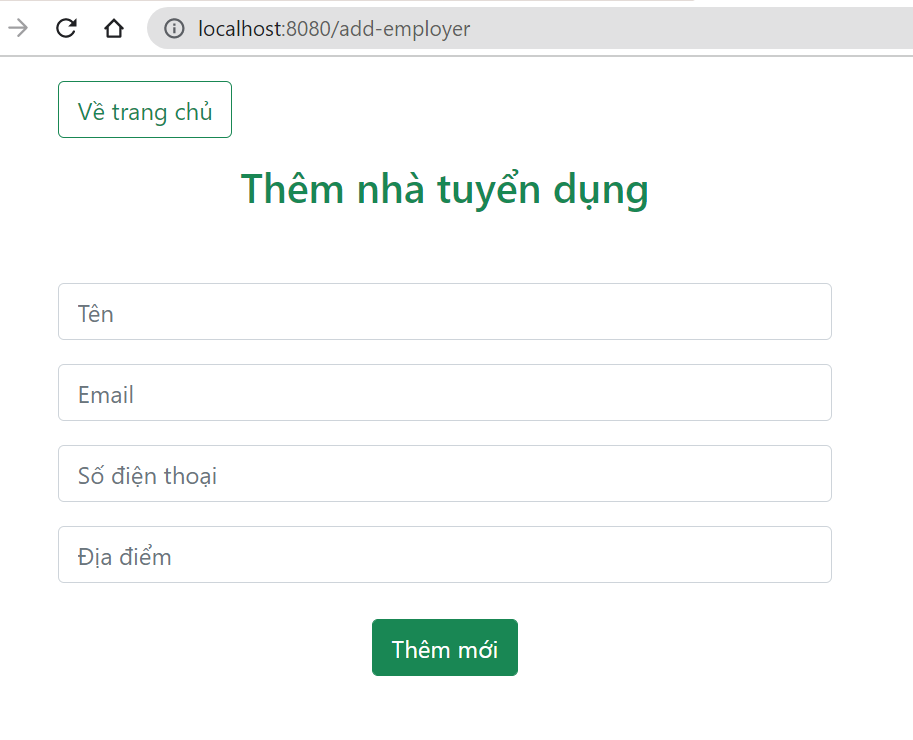 localhost:8080/add-employer
Về trang chủ
Thêm nhà tuyển dụng
Tên
Email
Số điện thoại
Địa điểm
Thêm mới